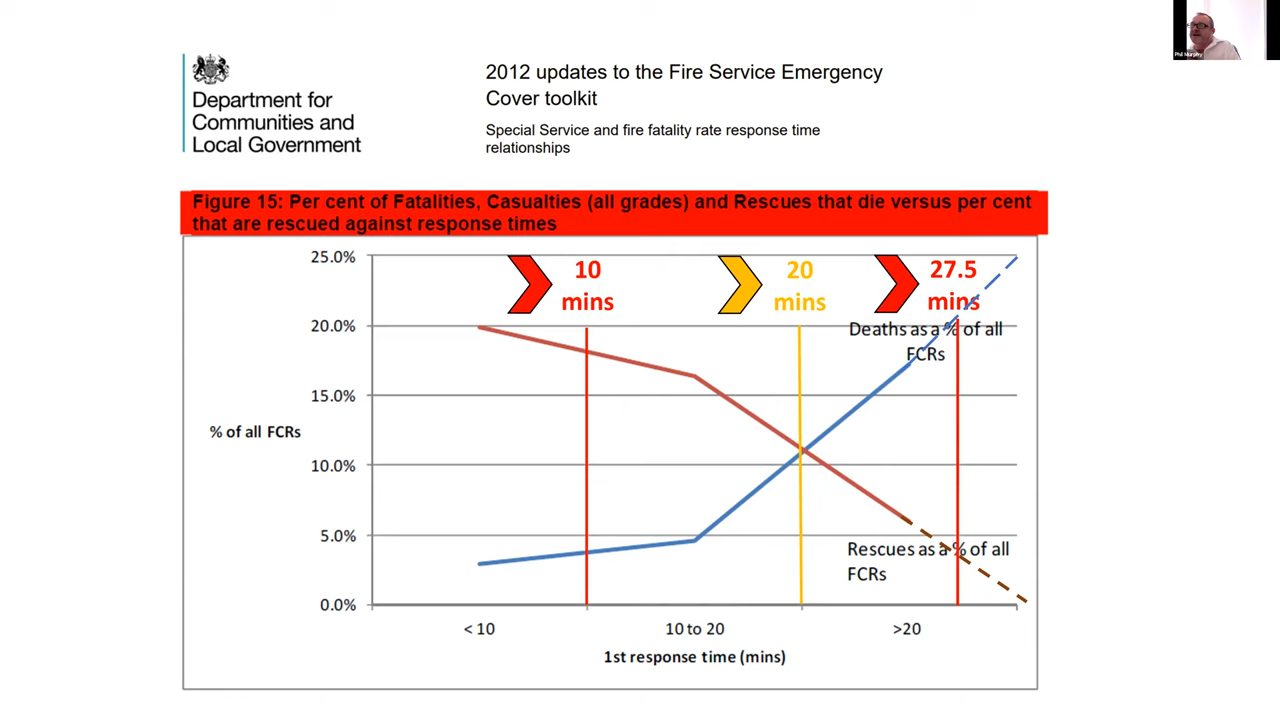 Phil Murphy
Department for
Communities and
Local Government
2012 updates to the Fire Service Emergency
Cover toolkit
Special Service and fire fatality rate response time
relationships
Figure 15: Per cent of Fatalities, Casualties (all grades) and Rescues that die versus per cent
that are rescued against response times
25.0%
20.0%
15.0%
10.0%
5.0%
0.0%
% of all FCRs
10
mins
20
mins
27.5
mins
Deaths as a % of all
FCRs
Rescues as a % of all
FCRs
< 10
10 to 20
>20
1st response time (mins)